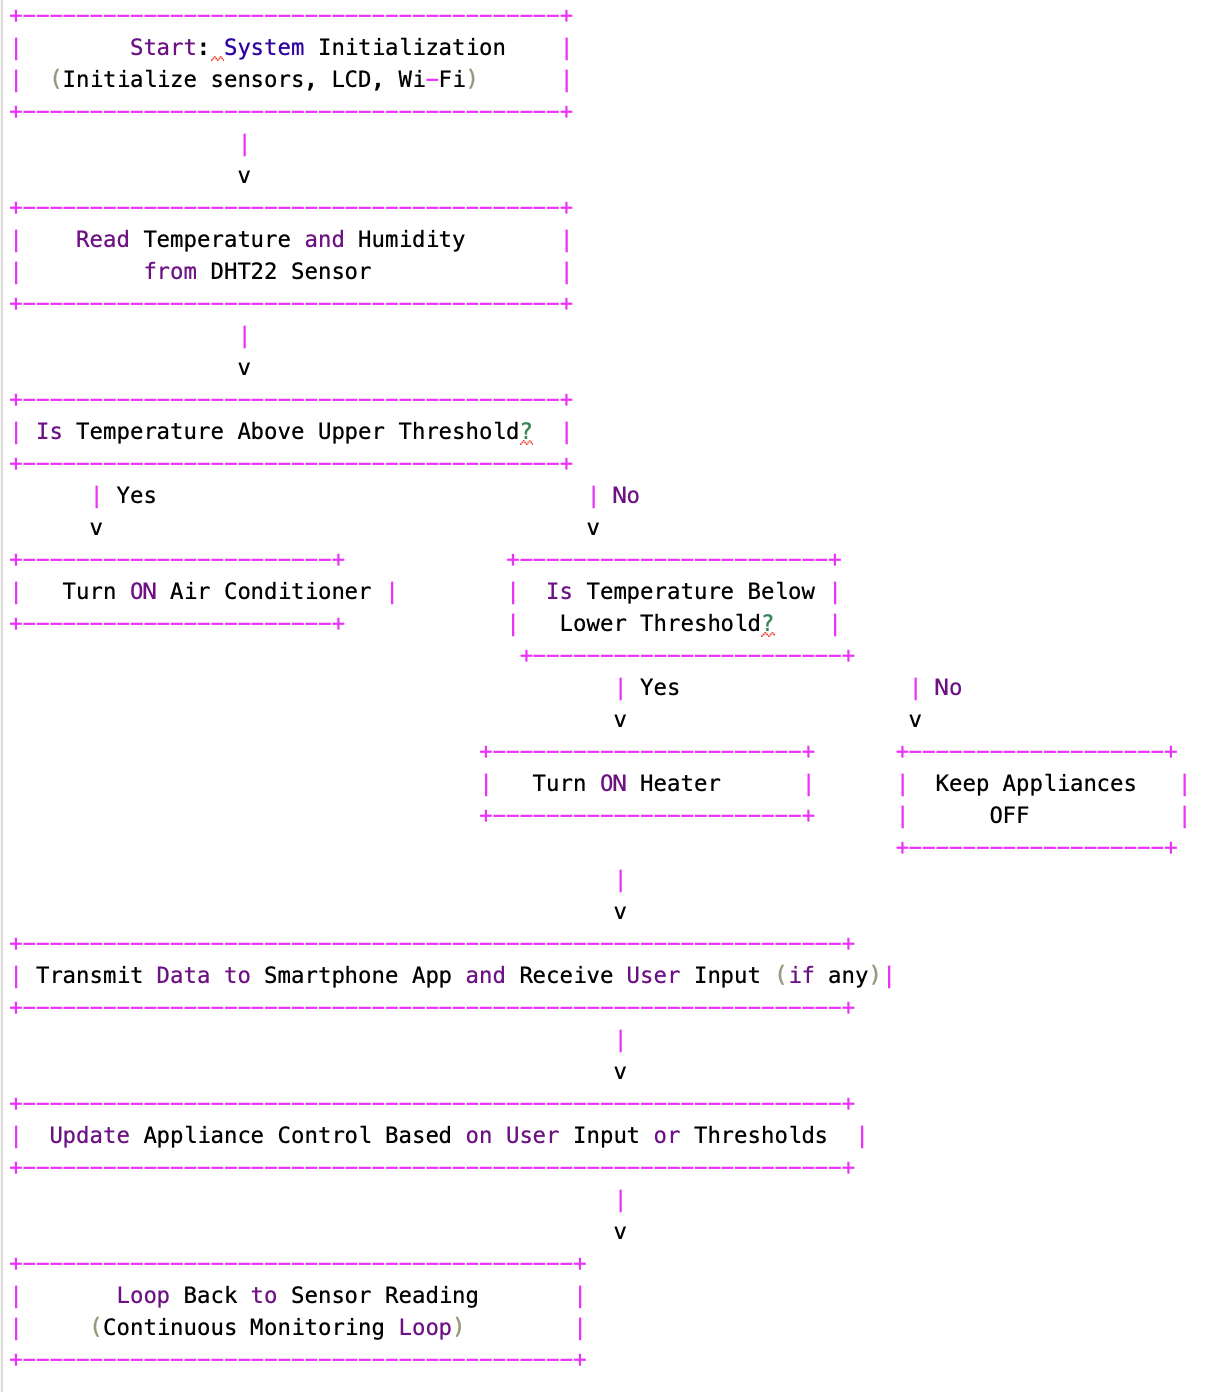 Start: System Initialization
(Initialize sensors, LCD, Wi-Fi)
v
Read Temperature and Humidity
from DHT22 Sensor
v
Is Temperature Above Upper Threshold?
Yes No
v v
Turn ON Air Conditioner Is Temperature Below
Lower Threshold?
Yes No
v v
Turn ON Heater Keep Appliances
OFF
v
Transmit Data to Smartphone App and Receive User Input (if any)
v
Update Appliance Control Based on User Input or Thresholds
v
Loop Back to Sensor Reading
(Continuous Monitoring Loop)